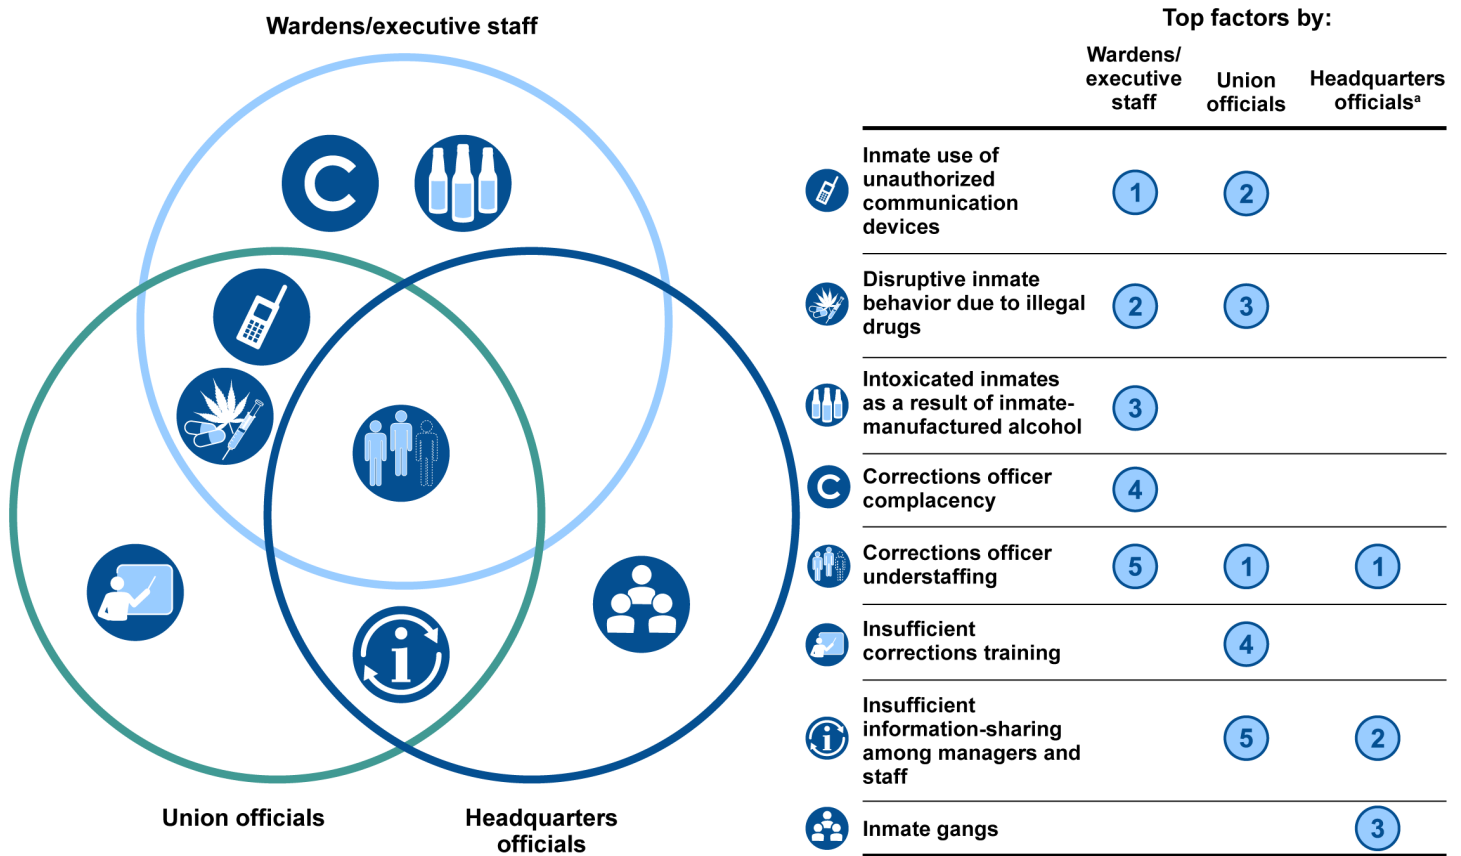 Wardens/executive staff
C
i
Union officials
Headquarters
officials
Top factors by:
Wardens/
executive
staff
Union
officials
Headquarters
officialsª
Inmate use of
unauthorized
communication
devices
1
2
Disruptive inmate
behavior due to illegal
drugs
2
3
Intoxicated inmates
as a result of inmate-
manufactured alcohol
3
C
Corrections officer
complacency
4
Corrections officer
understaffing
5
1
1
Insufficient
corrections training
4
i
Insufficient
information-sharing
among managers and
staff
5
2
Inmate gangs
3